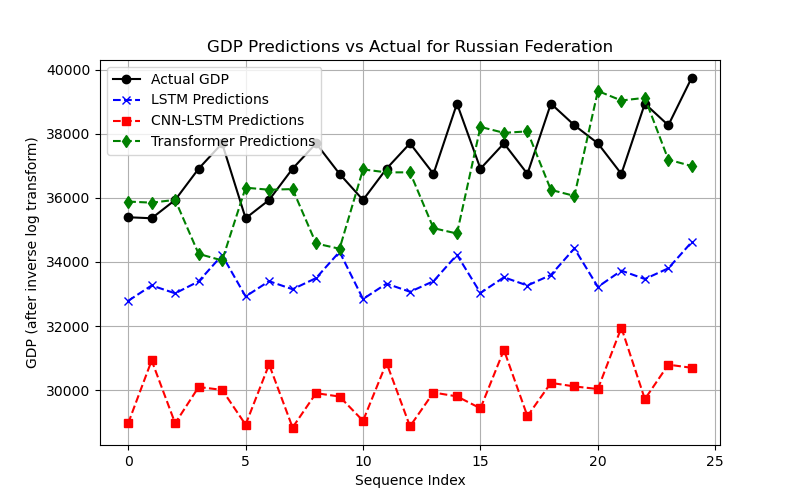 GDP Predictions vs Actual for Russian Federation
Actual GDP
LSTM Predictions
CNN-LSTM Predictions
Transformer Predictions
GDP (after inverse log transform)
40000
38000
36000
34000
32000
30000
0 5 10 15 20 25
Sequence Index